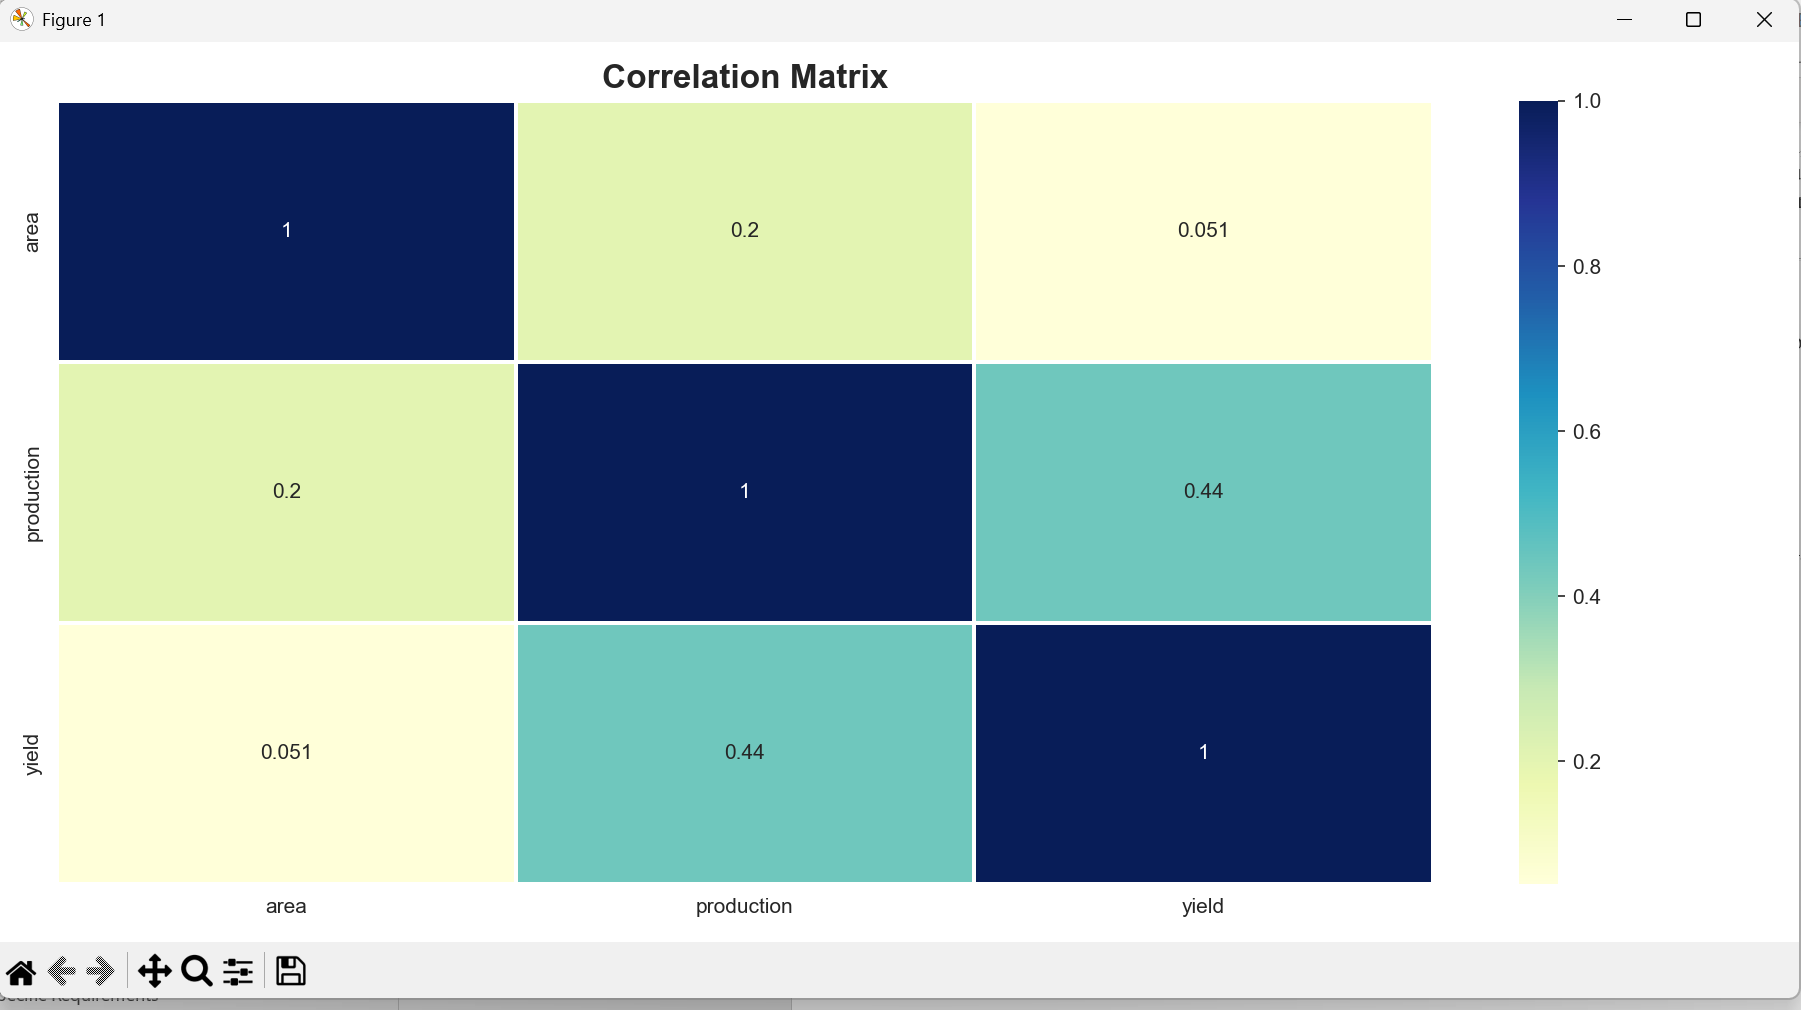 Figure 1
Correlation Matrix
area
1
0.2
0.051
production
0.2
1
0.44
yield
0.051
0.44
1
area
production
yield
1.0
0.8
0.6
0.4
0.2
Requirements